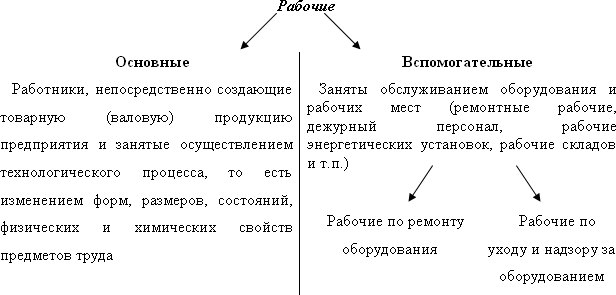 Рабочие
Основные
Работники, непосредственно создающие
товарную (валовую) продукцию
предприятия и занятые осуществлением
технологического процесса, то есть
изменением форм, размеров, состояний,
физических и химических свойств
предметов труда
Вспомогательные
Заняты обслуживанием оборудования и
рабочих мест (ремонтные рабочие,
дежурный персонал, рабочие
энергетических установок, рабочие складов
и т.п.)
Рабочие по ремонту
оборудования
Рабочие по
уходу и надзору за
оборудованием